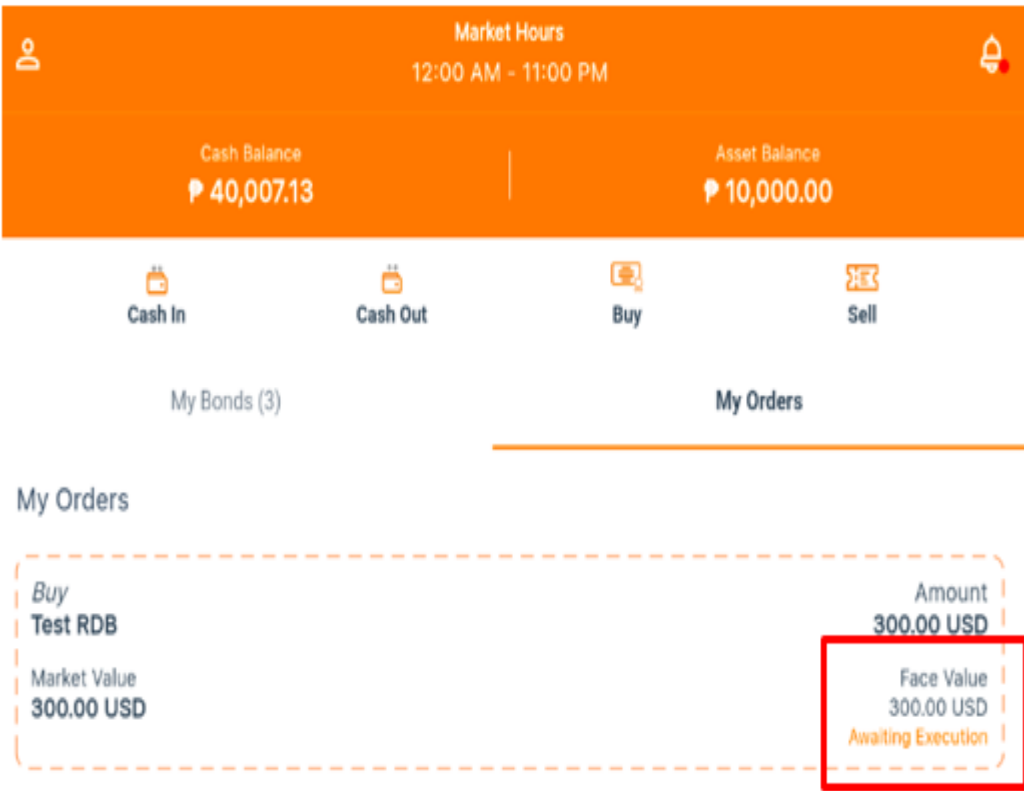 Market Hours
12:00 AM - 11:00 PM
Cash Balance
₱ 40,007.13
Asset Balance
₱ 10,000.00
Cash In
Cash Out
Buy
Sell
My Bonds (3)
My Orders
My Orders
Buy
Test RDB
Amount
300.00 USD
Market Value
300.00 USD
Face Value
300.00 USD
Awaiting Execution